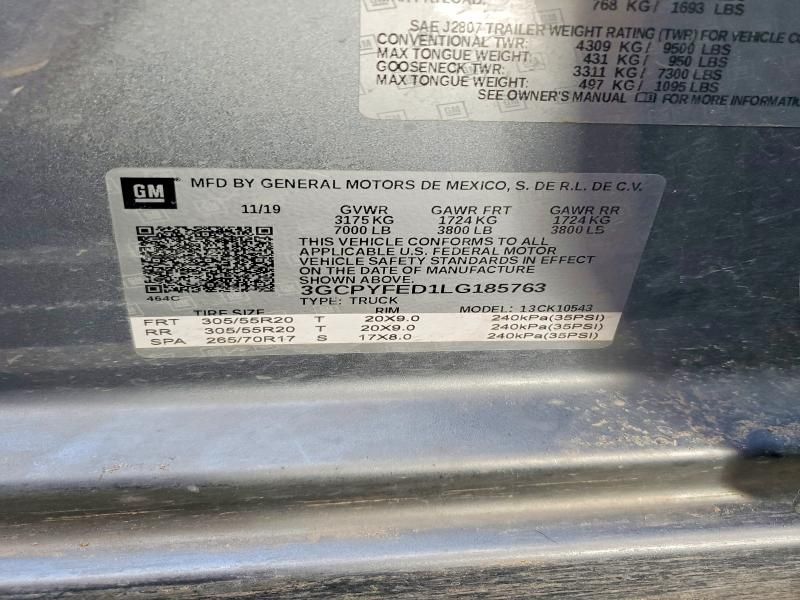 PAYLOAD: 768 KG/ 1693 LBS
SAE J2807 TRAILER WEIGHT RATING (TWR) FOR VEHICLE
CONVENTIONAL TWR: 4309 KG/ 9500 LBS
MAX TONGUE WEIGHT: 431 KG/ 950 LBS
GOOSENECK TWR: 3311 KG/ 7300 LBS
MAX TONGUE WEIGHT: 497 KG/ 1095 LBS
SEE OWNER'S MANUAL FOR MORE INFORMATION
GM MFD BY GENERAL MOTORS DE MEXICO, S. DE R.L. DE C.V.
11/19 GVWR GAWR FRT GAWR RR
3175 KG 1724 KG 1724 KG
7000 LB 3800 LB 3800 LB
THIS VEHICLE CONFORMS TO ALL
APPLICABLE U.S. FEDERAL MOTOR
VEHICLE SAFETY STANDARDS IN EFFECT
ON THE DATE OF MANUFACTURE
SHOWN ABOVE.
3GCPYFED1LG185763
464C TYPE: TRUCK MODEL: 13CK10543
TIRE SIZE RIM
FRT 305/55R20 T 20X9.0 240kPa(35PSI)
RR 305/55R20 T 20X9.0 240kPa(35PSI)
SPA 265/70R17 S 17X8.0 240kPa(35PSI)